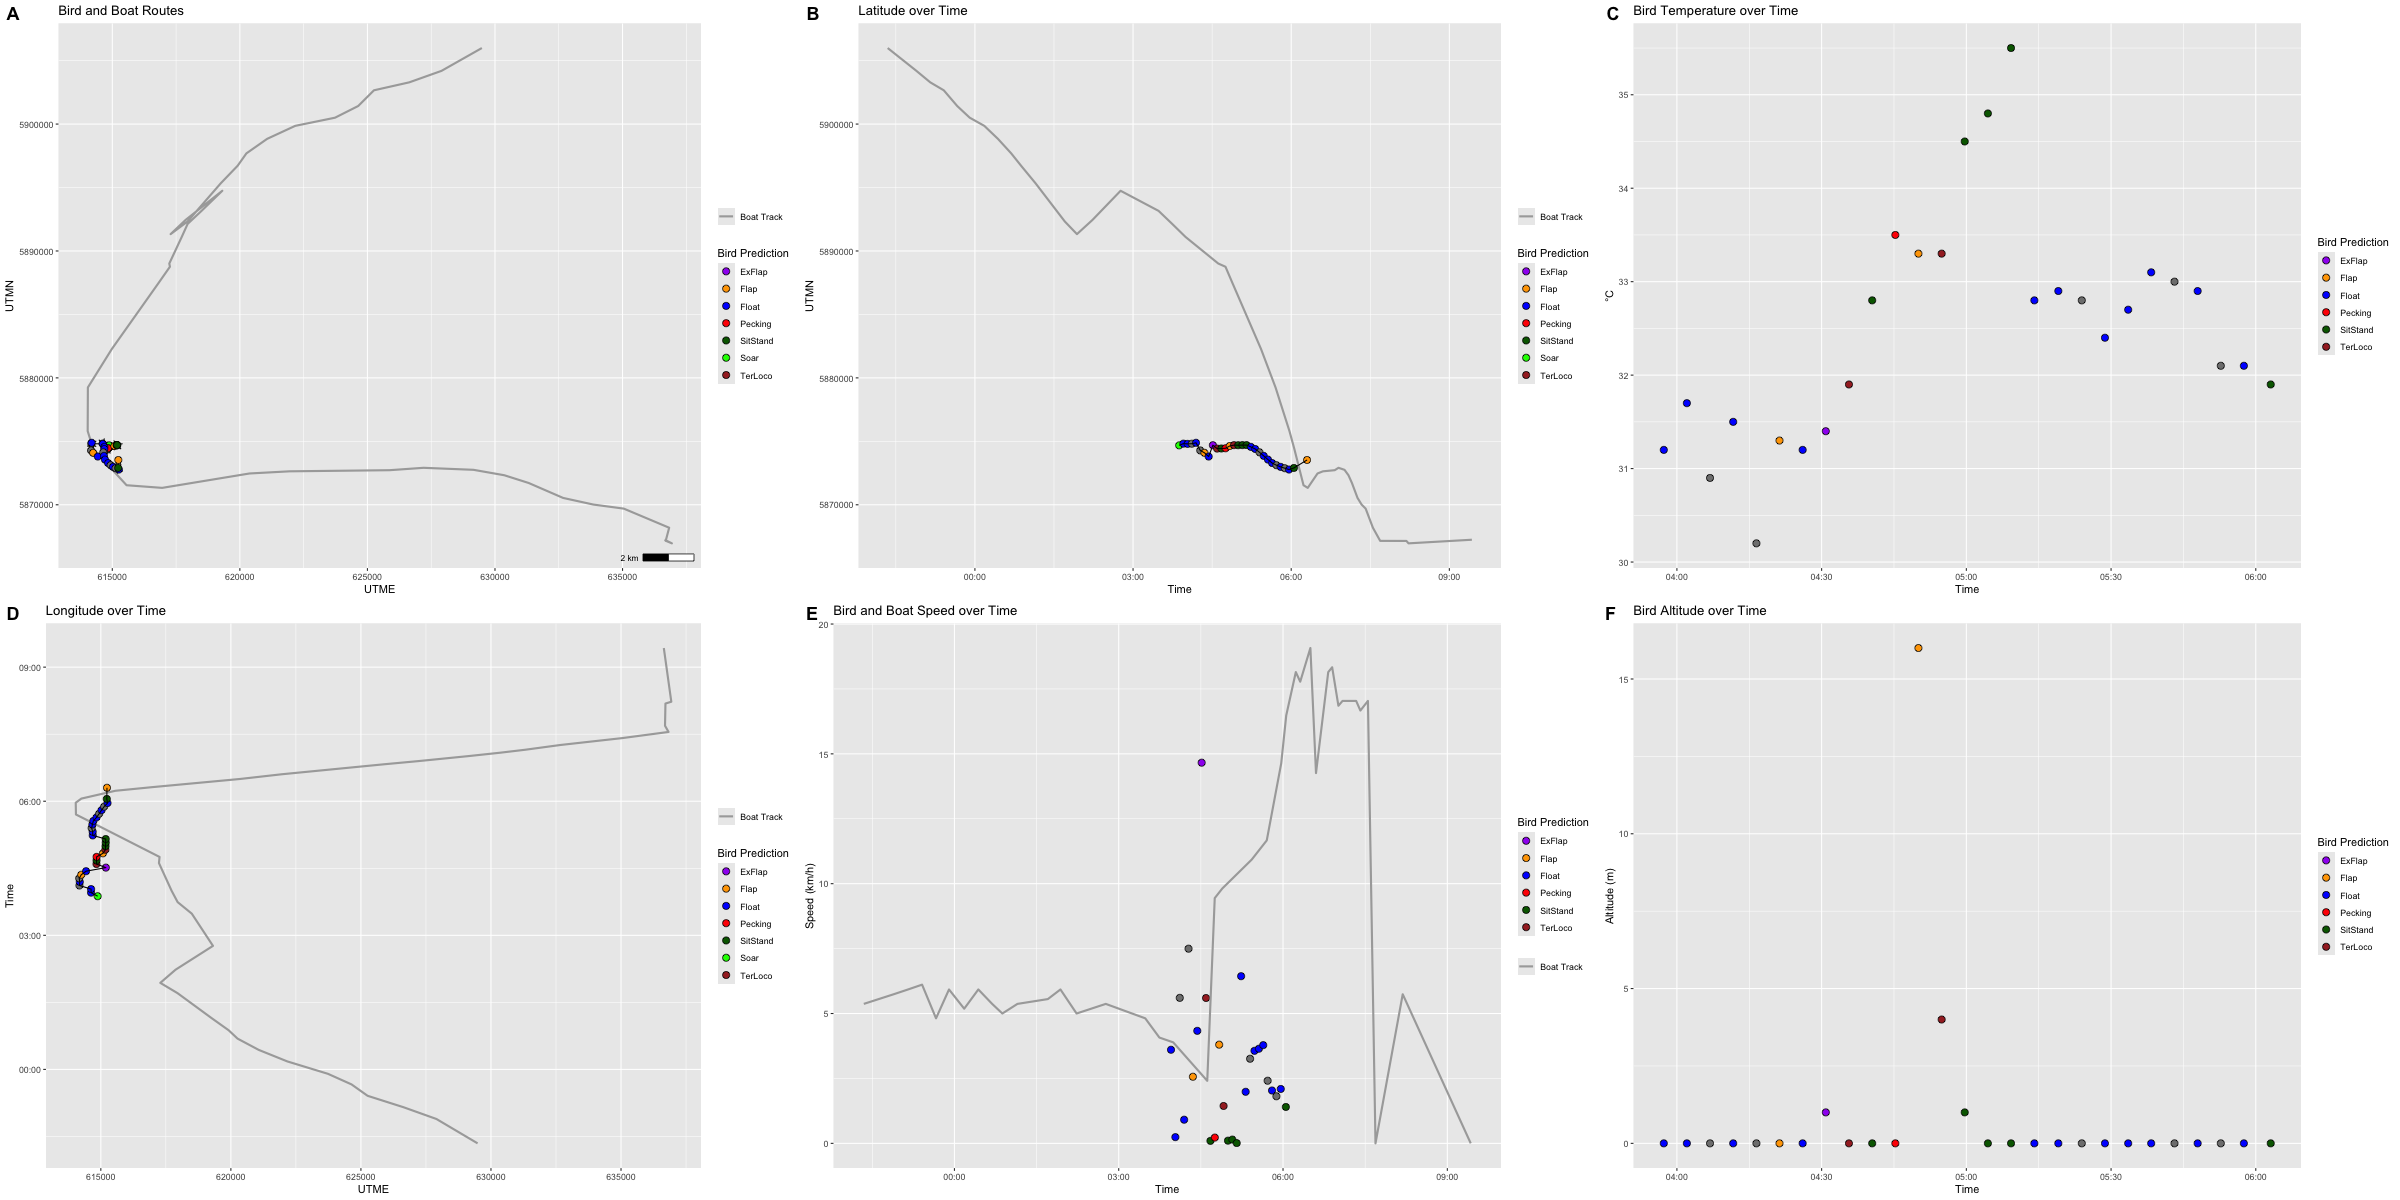 A Bird and Boat Routes
5900000
5890000
5880000
5870000
UTMN
615000 620000 625000 630000 635000
UTME
2 km
Boat Track
Bird Prediction
ExFlap
Flap
Float
Pecking
SitStand
Soar
TerLoco
B Latitude over Time
5900000
5890000
5880000
5870000
UTMN
00:00 03:00 06:00 09:00
Time
Boat Track
Bird Prediction
ExFlap
Flap
Float
Pecking
SitStand
Soar
TerLoco
C Bird Temperature over Time
35
34
33
32
31
30
°C
04:00 04:30 05:00 05:30 06:00
Time
Bird Prediction
ExFlap
Flap
Float
Pecking
SitStand
TerLoco
D Longitude over Time
09:00
06:00
03:00
00:00
Time
615000 620000 625000 630000 635000
UTME
Boat Track
Bird Prediction
ExFlap
Flap
Float
Pecking
SitStand
Soar
TerLoco
E Bird and Boat Speed over Time
20
15
10
5
0
Speed (km/h)
00:00 03:00 06:00 09:00
Time
Bird Prediction
ExFlap
Flap
Float
Pecking
SitStand
TerLoco
Boat Track
F Bird Altitude over Time
15
10
5
0
Altitude (m)
04:00 04:30 05:00 05:30 06:00
Time
Bird Prediction
ExFlap
Flap
Float
Pecking
SitStand
TerLoco